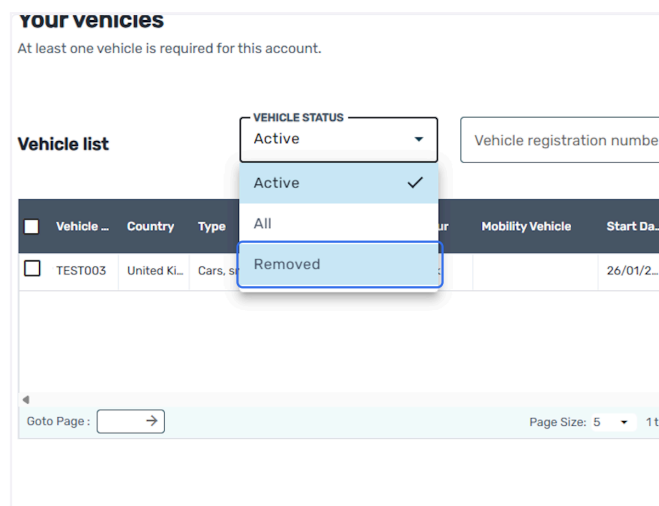 Your vehicles
At least one vehicle is required for this account.
VEHICLE STATUS
Vehicle list
Active
Vehicle registration numbe
Active
All
Removed
Vehicle ... Country Type ur Mobility Vehicle Start Da...
TEST003 United Ki... Cars, s 26/01/2...
Goto Page :
Page Size: 5
1 t